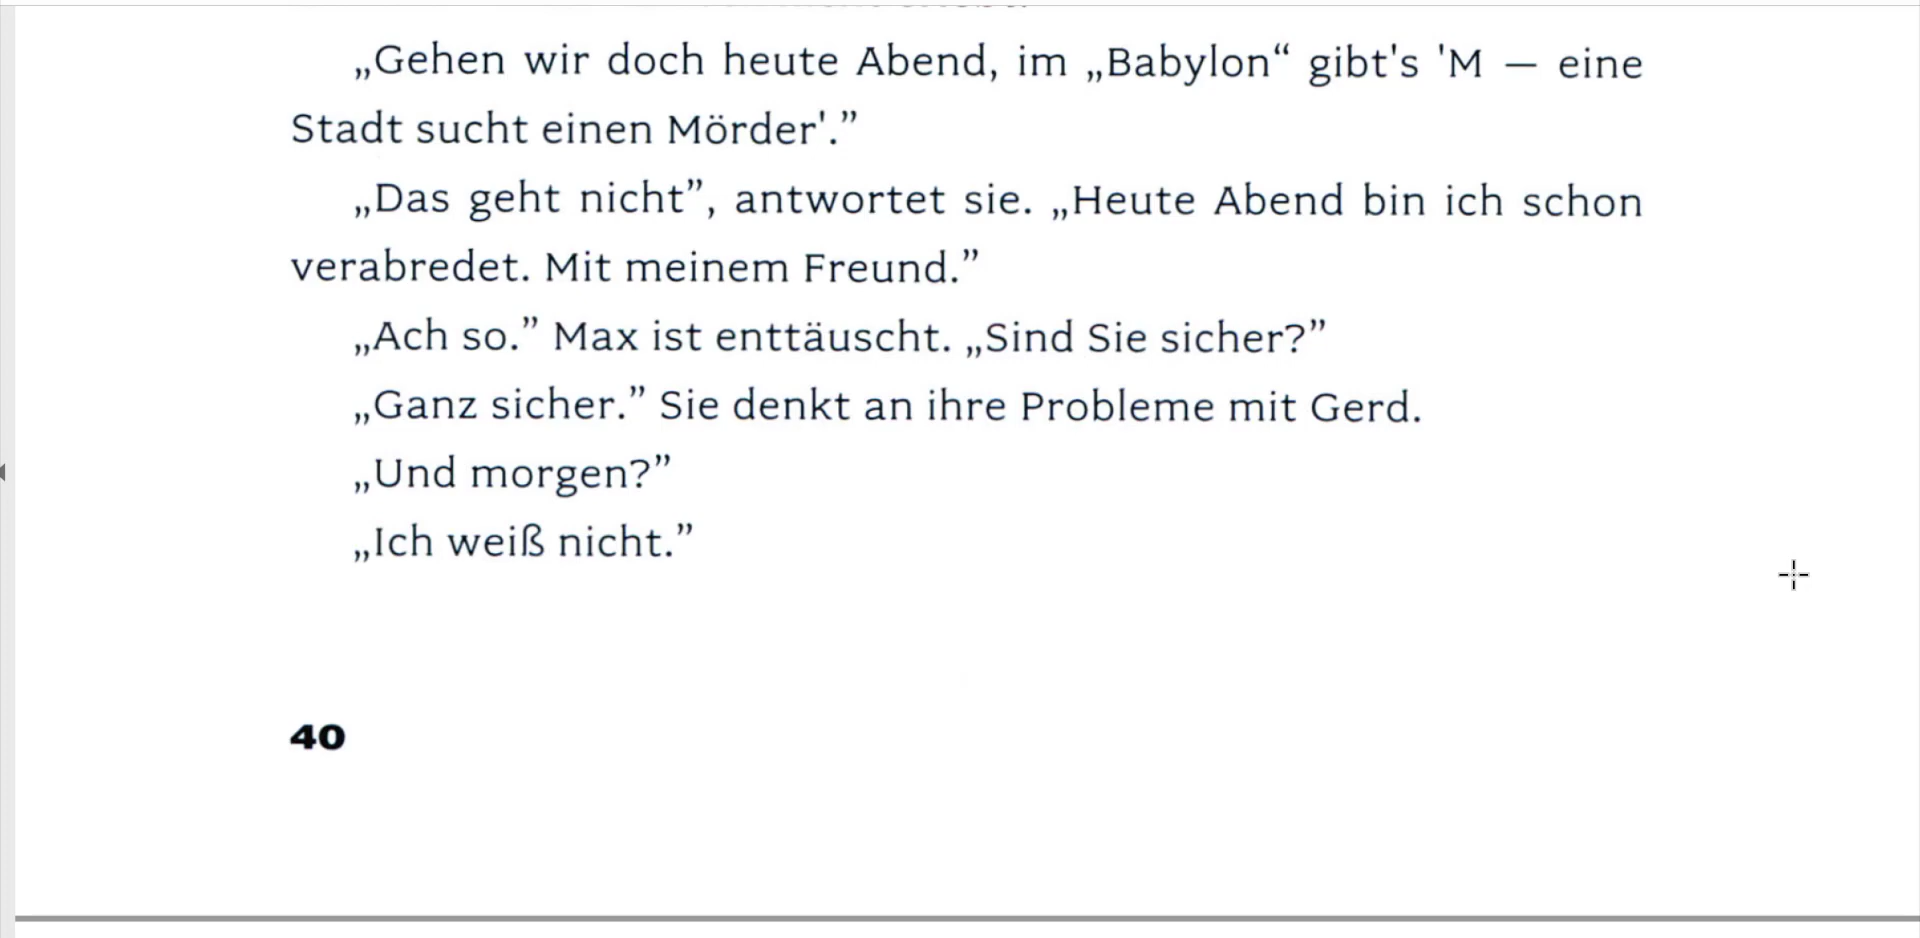 „Gehen wir doch heute Abend, im „Babylon“ gibt's 'M — eine
Stadt sucht einen Mörder'.”
„Das geht nicht”, antwortet sie. „Heute Abend bin ich schon
verabredet. Mit meinem Freund.”
„Ach so.” Max ist enttäuscht. „Sind Sie sicher?”
„Ganz sicher.” Sie denkt an ihre Probleme mit Gerd.
„Und morgen?”
„Ich weiß nicht.”
40